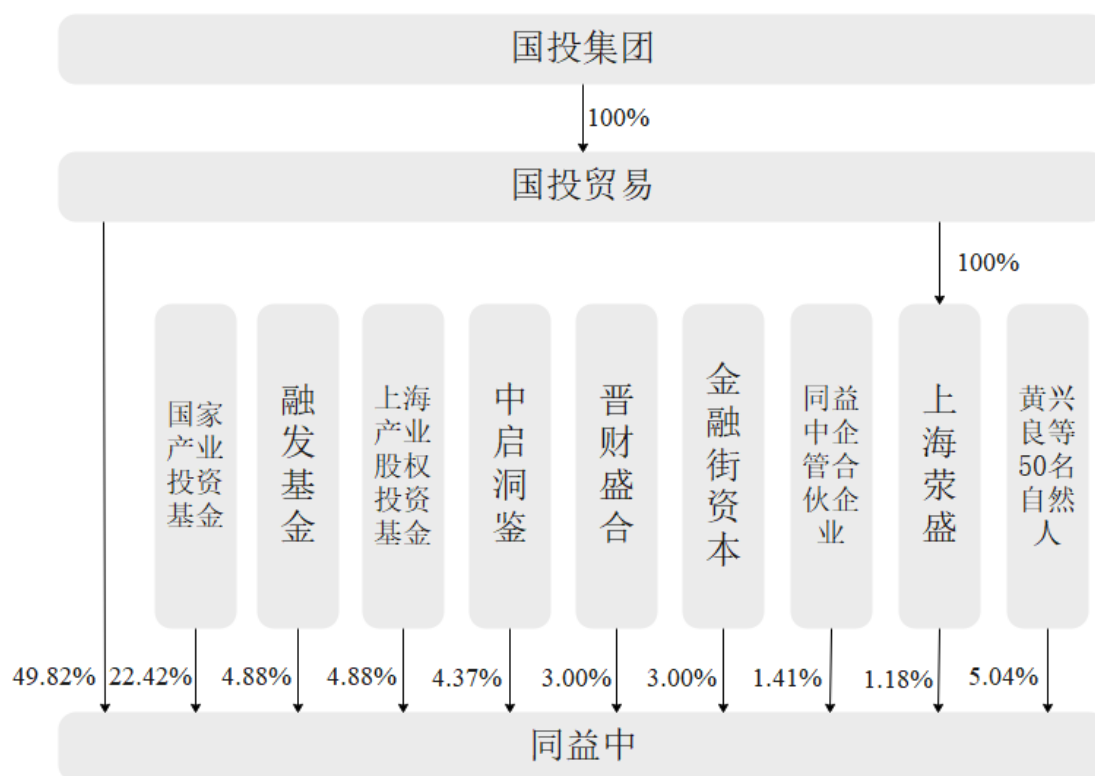 国投集团
100%
国投贸易
100%
国家
产业
投资
基金
融
发
基
金
上海
产业
股权
投资
基金
中
启
洞
鉴
晋
财
盛
合
金
融
街
资
本
同益
中企
管合
伙企
业
上
海
荥
盛
黄兴
良等
50名
自然
人
49.82% 22.42% 4.88% 4.88% 4.37% 3.00% 3.00% 1.41% 1.18% 5.04%
同益中